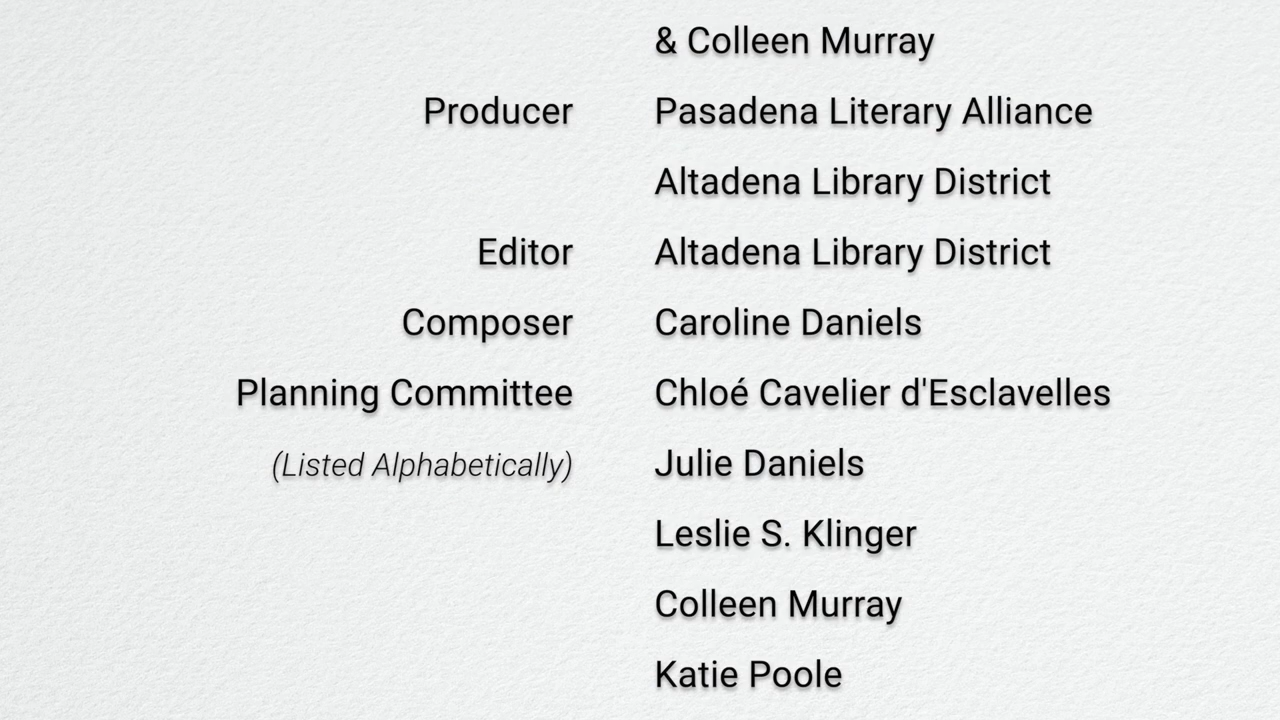 & Colleen Murray
Producer Pasadena Literary Alliance
Altadena Library District
Editor Altadena Library District
Composer Caroline Daniels
Planning Committee Chloé Cavelier d'Esclavelles
(Listed Alphabetically) Julie Daniels
Leslie S. Klinger
Colleen Murray
Katie Poole